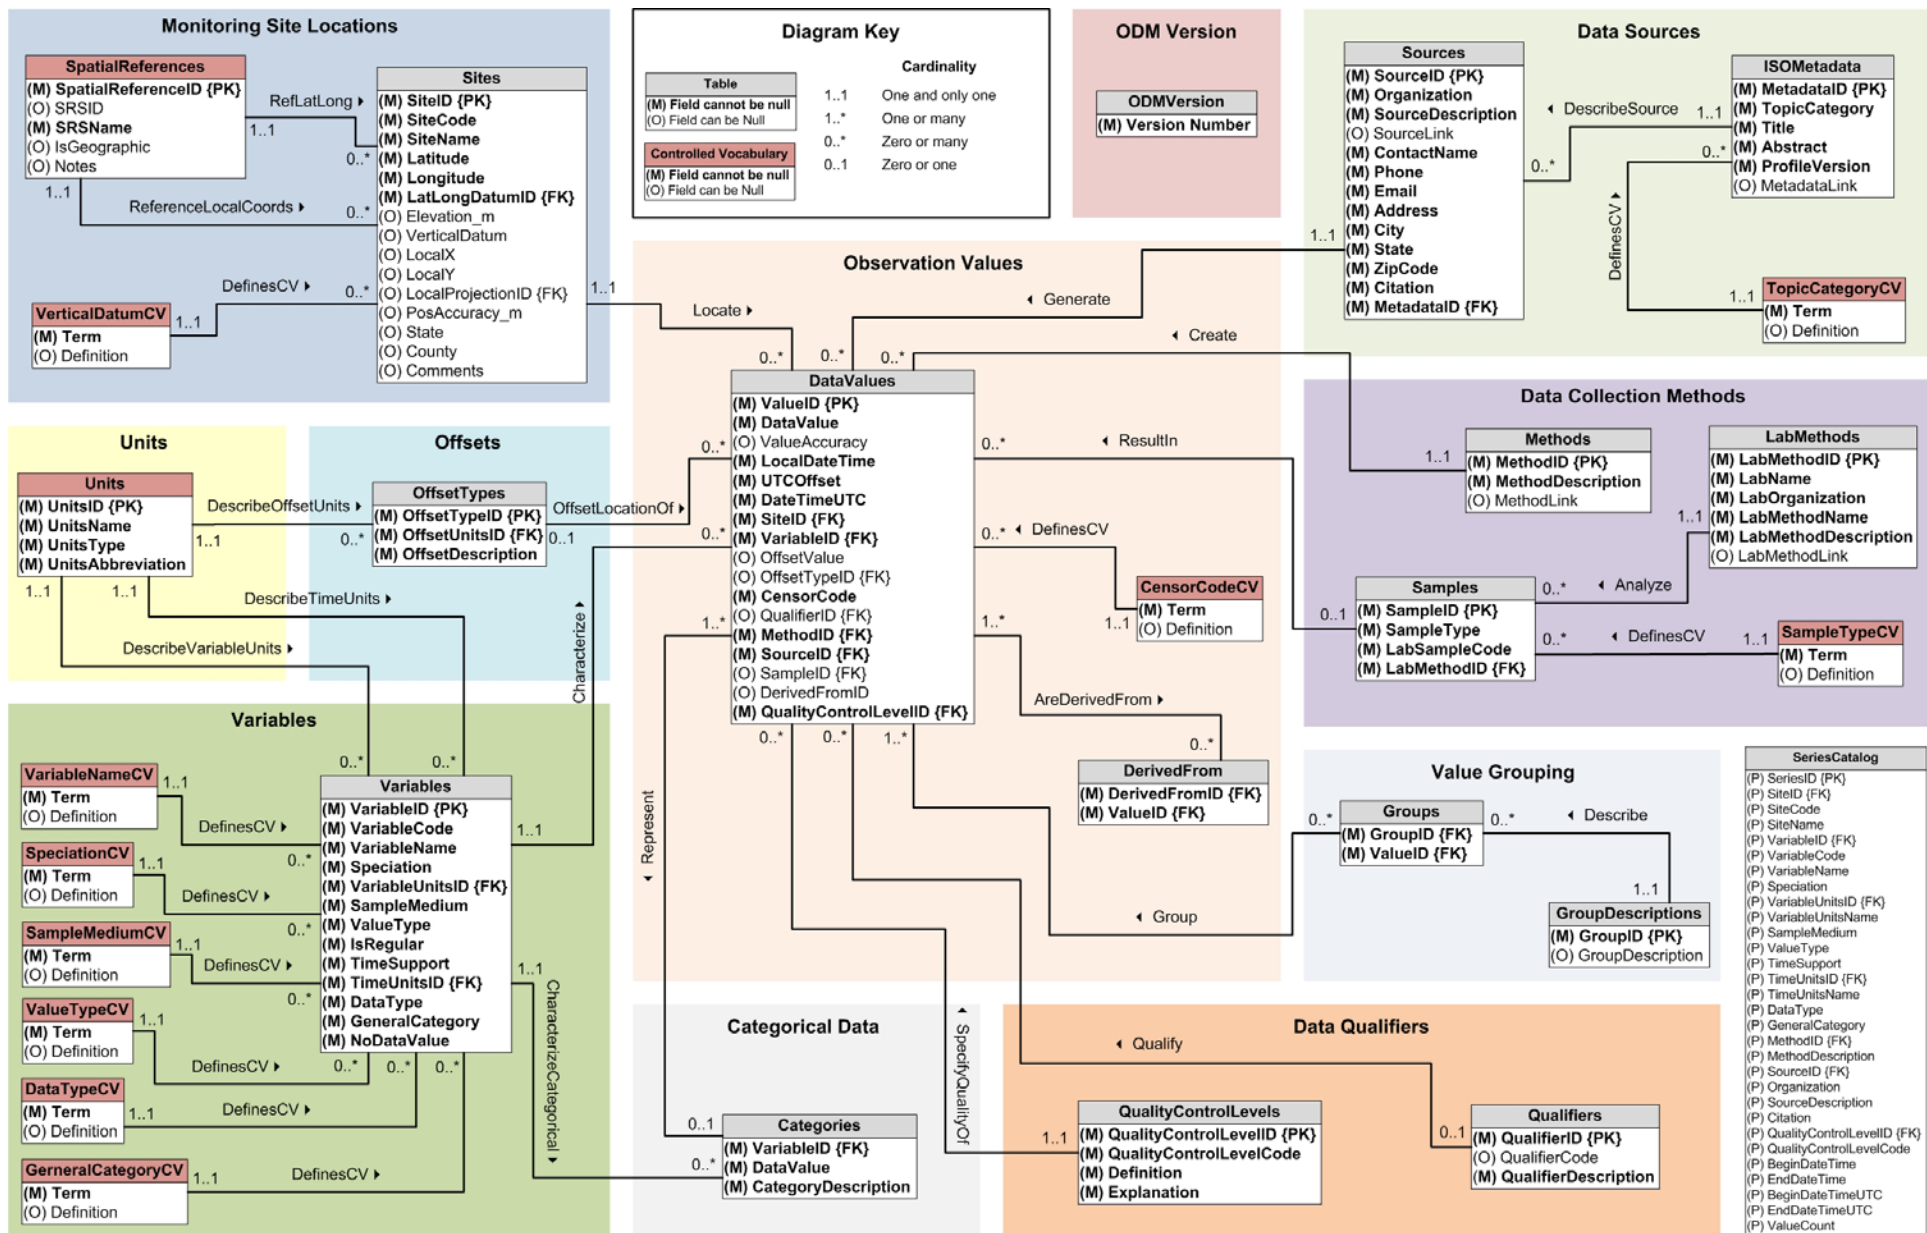 Monitoring Site Locations
SpatialReferences
(M) SpatialReferenceID {PK}
(O) SRSID
(M) SRSName
(O) IsGeographic
(O) Notes
RefLatLong
1..1
0..*
1..1
ReferenceLocalCoords
0..*
Sites
(M) SiteID {PK}
(M) SiteCode
(M) SiteName
(M) Latitude
(M) Longitude
(M) LatLongDatumID {FK}
(O) Elevation_m
(O) VerticalDatum
(O) LocalX
(O) LocalY
(O) LocalProjectionID {FK}
(O) PosAccuracy_m
(O) State
(O) County
(O) Comments
DefinesCV
0..*
1..1
VerticalDatumCV
(M) Term
(O) Definition
1..1
Locate
0..*
Diagram Key
Table
(M) Field cannot be null
(O) Field can be Null
Controlled Vocabulary
(M) Field cannot be null
(O) Field can be Null
Cardinality
1..1 One and only one
1..* One or many
0..* Zero or many
0..1 Zero or one
ODM Version
ODMVersion
(M) Version Number
Data Sources
Sources
(M) SourceID {PK}
(M) Organization
(M) SourceDescription
(O) SourceLink
(M) ContactName
(M) Phone
(M) Email
(M) Address
(M) City
(M) State
(M) ZipCode
(M) Citation
(M) MetadataID {FK}
DescribeSource
1..1
0..*
ISOMetadata
(M) MetadataID {PK}
(M) TopicCategory
(M) Title
(M) Abstract
(M) ProfileVersion
(O) MetadataLink
0..*
DefinesCV
1..1
TopicCategoryCV
(M) Term
(O) Definition
1..1
Generate
0..*
Observation Values
DataValues
(M) ValueID {PK}
(M) DataValue
(O) ValueAccuracy
(M) LocalDateTime
(M) UTCOffset
(M) DateTimeUTC
(M) SiteID {FK}
(M) VariableID {FK}
(O) OffsetValue
(O) OffsetTypeID {FK}
(M) CensorCode
(O) QualifierID {FK}
(M) MethodID {FK}
(M) SourceID {FK}
(O) SampleID {FK}
(O) DerivedFromID
(M) QualityControlLevelID {FK}
Create
0..*
1..1
ResultIn
0..*
0..1
DefinesCV
0..*
1..1
CensorCodeCV
(M) Term
(O) Definition
1..*
AreDerivedFrom
0..*
DerivedFrom
(M) DerivedFromID {FK}
(M) ValueID {FK}
Data Collection Methods
Methods
(M) MethodID {PK}
(M) MethodDescription
(O) MethodLink
LabMethods
(M) LabMethodID {PK}
(M) LabName
(M) LabOrganization
(M) LabMethodName
(M) LabMethodDescription
(O) LabMethodLink
1..1
Analyze
0..*
Samples
(M) SampleID {PK}
(M) SampleType
(M) LabSampleCode
(M) LabMethodID {FK}
DefinesCV
0..*
1..1
SampleTypeCV
(M) Term
(O) Definition
Units
Units
(M) UnitsID {PK}
(M) UnitsName
(M) UnitsType
(M) UnitsAbbreviation
Offsets
DescribeOffsetUnits
1..1
0..*
OffsetTypes
(M) OffsetTypeID {PK}
(M) OffsetUnitsID {FK}
(M) OffsetDescription
OffsetLocationOf
0..1
0..*
1..1
1..1
DescribeTimeUnits
DescribeVariableUnits
0..*
0..*
Characterize
0..*
1..1
Variables
VariableNameCV
(M) Term
(O) Definition
1..1
DefinesCV
0..*
SpeciationCV
(M) Term
(O) Definition
1..1
DefinesCV
0..*
SampleMediumCV
(M) Term
(O) Definition
1..1
DefinesCV
0..*
ValueTypeCV
(M) Term
(O) Definition
1..1
DefinesCV
0..*
DataTypeCV
(M) Term
(O) Definition
1..1
DefinesCV
0..*
GerneralCategoryCV
(M) Term
(O) Definition
1..1
DefinesCV
0..*
Variables
(M) VariableID {PK}
(M) VariableCode
(M) VariableName
(M) Speciation
(M) VariableUnitsID {FK}
(M) SampleMedium
(M) ValueType
(M) IsRegular
(M) TimeSupport
(M) TimeUnitsID {FK}
(M) DataType
(M) GeneralCategory
(M) NoDataValue
1..1
CharacterizeCategorical
0..*
1..*
Represent
0..1
Categorical Data
Categories
(M) VariableID {FK}
(M) DataValue
(M) CategoryDescription
0..*
SpecifyQualityOf
1..1
0..*
Qualify
0..1
Data Qualifiers
QualityControlLevels
(M) QualityControlLevelID {PK}
(M) QualityControlLevelCode
(M) Definition
(M) Explanation
Qualifiers
(M) QualifierID {PK}
(O) QualifierCode
(M) QualifierDescription
1..*
Group
0..*
Value Grouping
Groups
(M) GroupID {FK}
(M) ValueID {FK}
0..*
Describe
1..1
GroupDescriptions
(M) GroupID {PK}
(O) GroupDescription
SeriesCatalog
(P) SeriesID {PK}
(P) SiteID {FK}
(P) SiteCode
(P) SiteName
(P) VariableID {FK}
(P) VariableCode
(P) VariableName
(P) Speciation
(P) VariableUnitsID {FK}
(P) VariableUnitsName
(P) SampleMedium
(P) ValueType
(P) TimeSupport
(P) TimeUnitsID {FK}
(P) TimeUnitsName
(P) DataType
(P) GeneralCategory
(P) MethodID {FK}
(P) MethodDescription
(P) SourceID {FK}
(P) Organization
(P) SourceDescription
(P) Citation
(P) QualityControlLevelID {FK}
(P) QualityControlLevelCode
(P) BeginDateTime
(P) EndDateTime
(P) BeginDateTimeUTC
(P) EndDateTimeUTC
(P) ValueCount